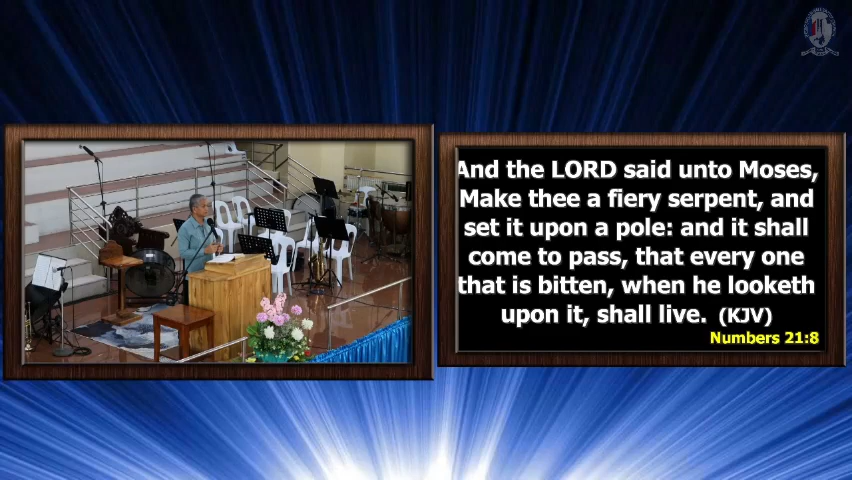 And the LORD said unto Moses,
Make thee a fiery serpent, and
set it upon a pole: and it shall
come to pass, that every one
that is bitten, when he looketh
upon it, shall live. (KJV)
Numbers 21:8